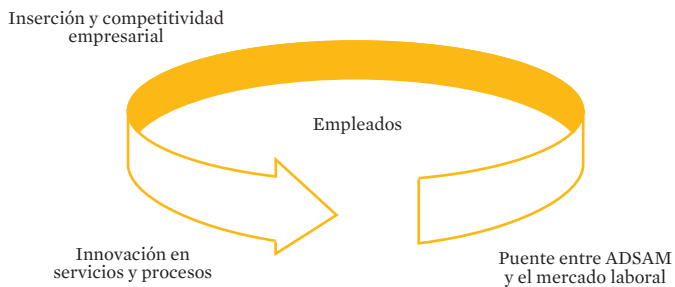 Inserción y competitividad
empresarial
Empleados
Innovación en
servicios y procesos
Puente entre ADSAM
y el mercado laboral